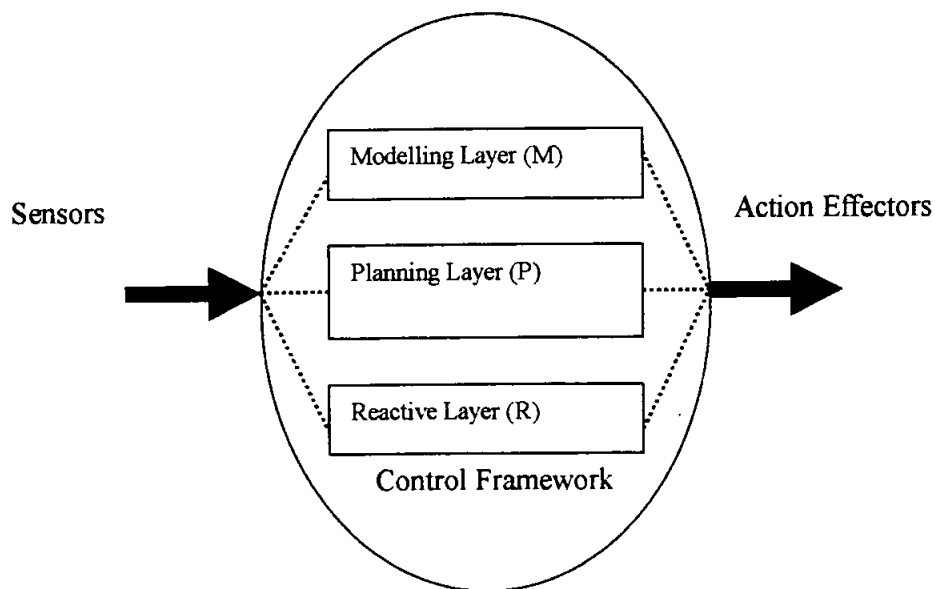 Modelling Layer (M)
Sensors
Action Effectors
Planning Layer (P)
Reactive Layer (R)
Control Framework